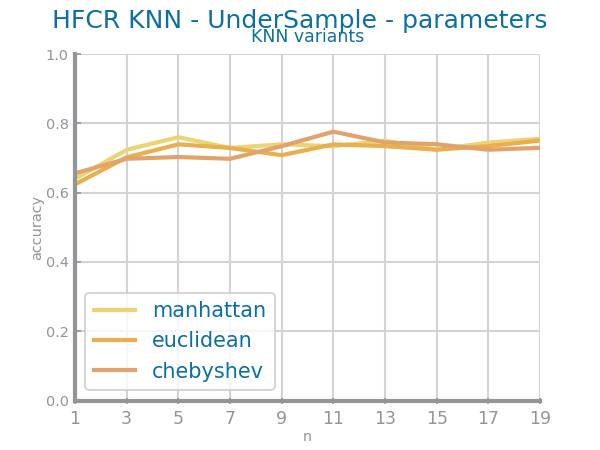 HFCR KNN - UnderSample - parameters
KNN variants
1.0
0.8
0.6
0.4
0.2
0.0
accuracy
manhattan
euclidean
chebyshev
1 3 5 7 9 11 13 15 17 19
n